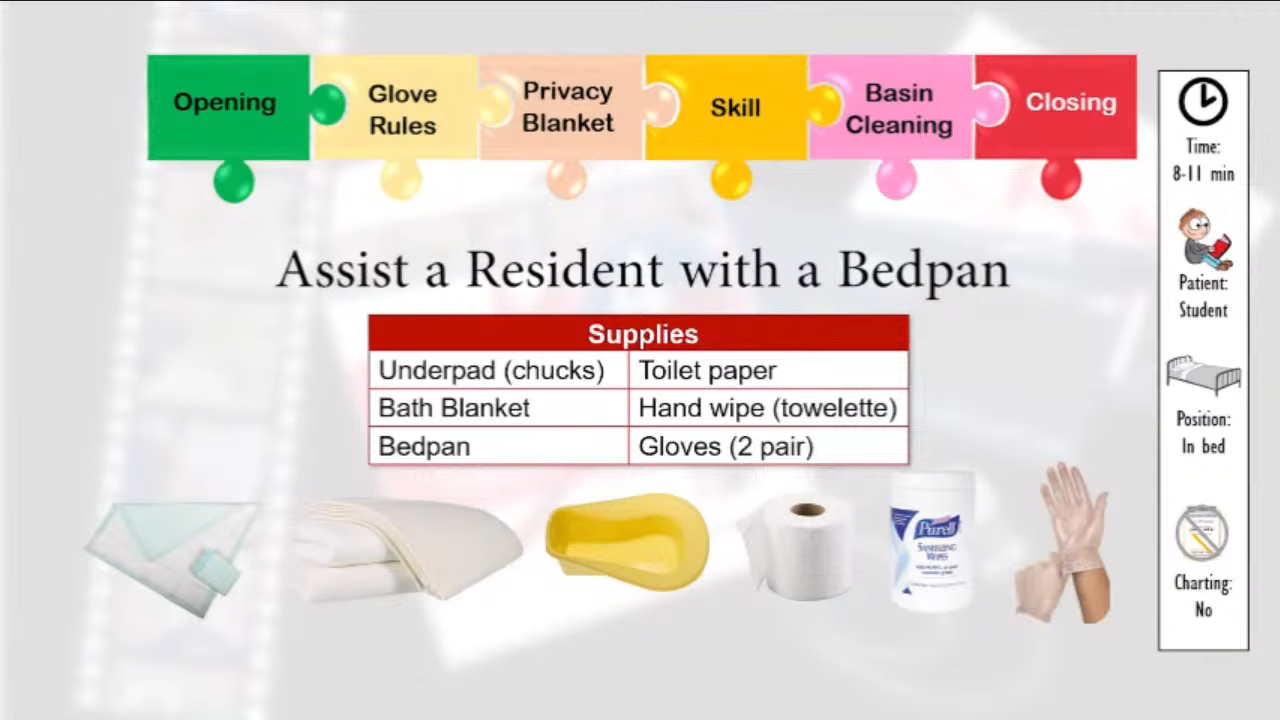 Opening
Glove
Rules
Privacy
Blanket
Skill
Basin
Cleaning
Closing
Time:
8-11 min
Patient:
Student
Position:
In bed
Charting:
No
Assist a Resident with a Bedpan
Supplies
Underpad (chucks) Toilet paper
Bath Blanket Hand wipe (towelette)
Bedpan Gloves (2 pair)
Purell
SANITIZING
WIPES